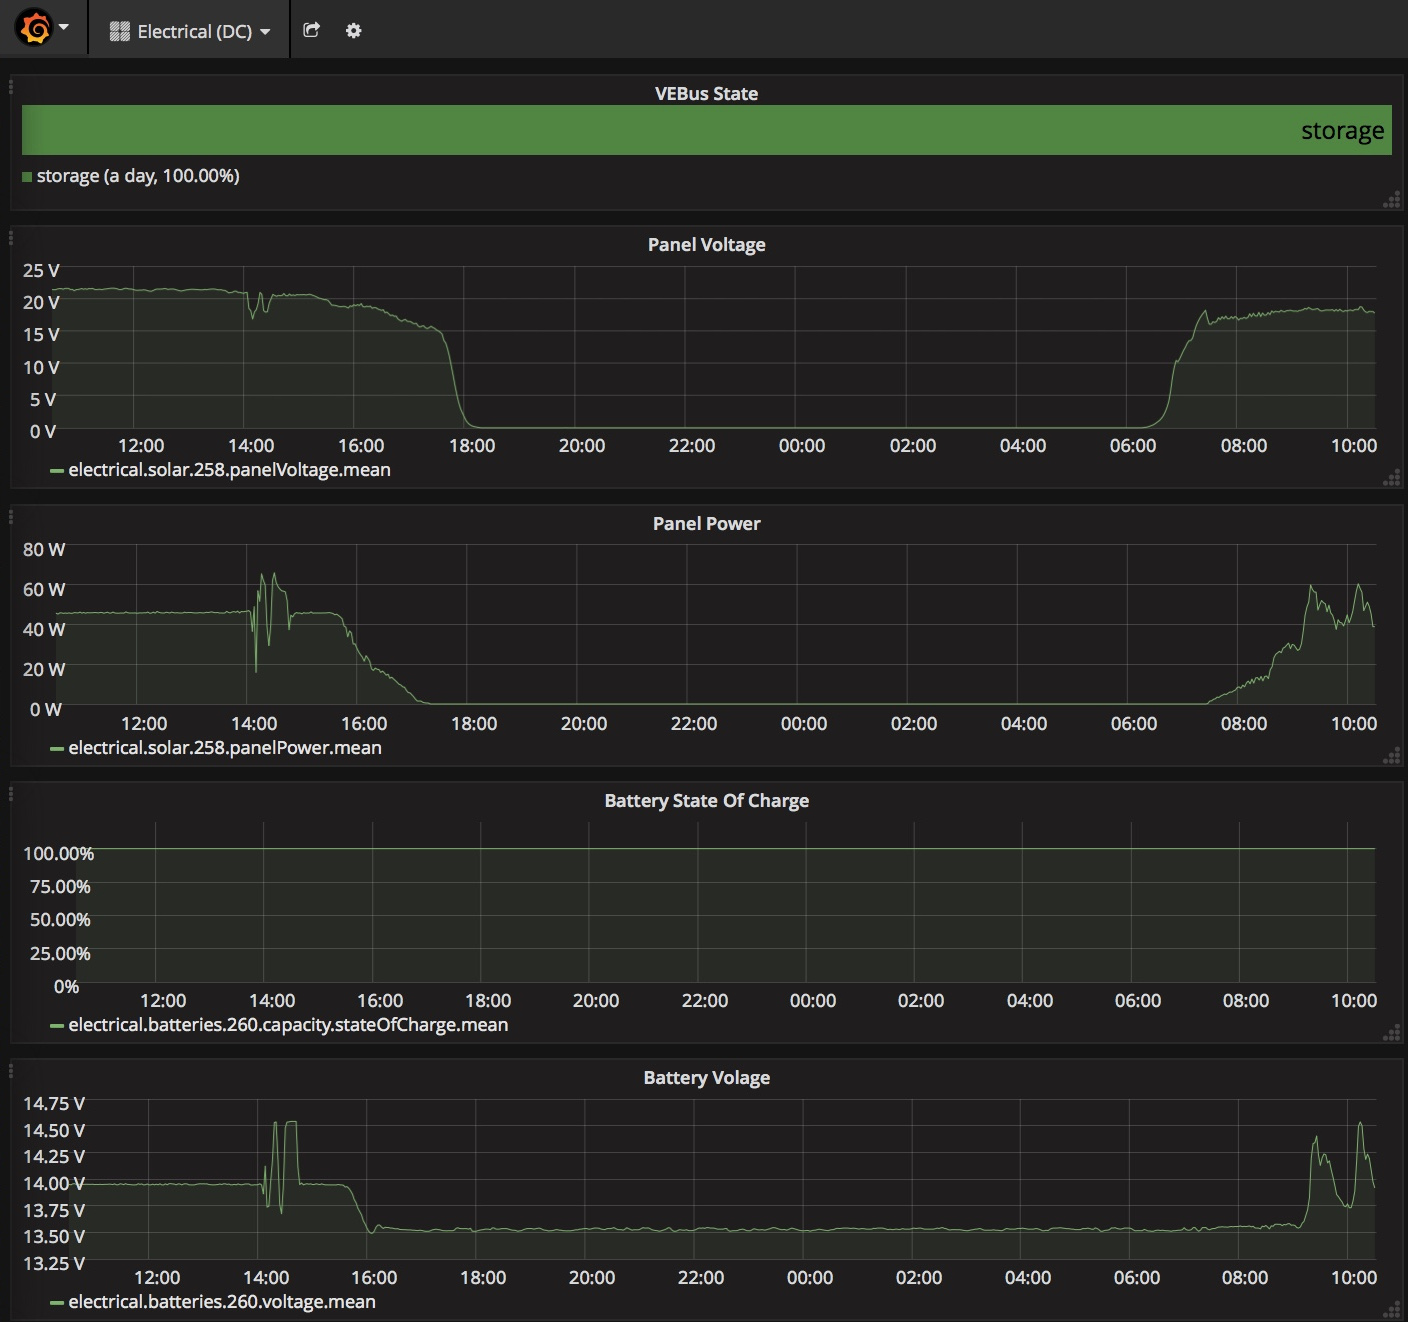 Electrical (DC)
VEBus State
storage
storage (a day, 100.00%)
Panel Voltage
25 V
20 V
15 V
10 V
5 V
0 V
12:00 14:00 16:00 18:00 20:00 22:00 00:00 02:00 04:00 06:00 08:00 10:00
electrical.solar.258.panelVoltage.mean
Panel Power
80 W
60 W
40 W
20 W
0 W
12:00 14:00 16:00 18:00 20:00 22:00 00:00 02:00 04:00 06:00 08:00 10:00
electrical.solar.258.panelPower.mean
Battery State Of Charge
100.00%
75.00%
50.00%
25.00%
0%
12:00 14:00 16:00 18:00 20:00 22:00 00:00 02:00 04:00 06:00 08:00 10:00
electrical.batteries.260.capacity.stateOfCharge.mean
Battery Volage
14.75 V
14.50 V
14.25 V
14.00 V
13.75 V
13.50 V
13.25 V
12:00 14:00 16:00 18:00 20:00 22:00 00:00 02:00 04:00 06:00 08:00 10:00
electrical.batteries.260.voltage.mean